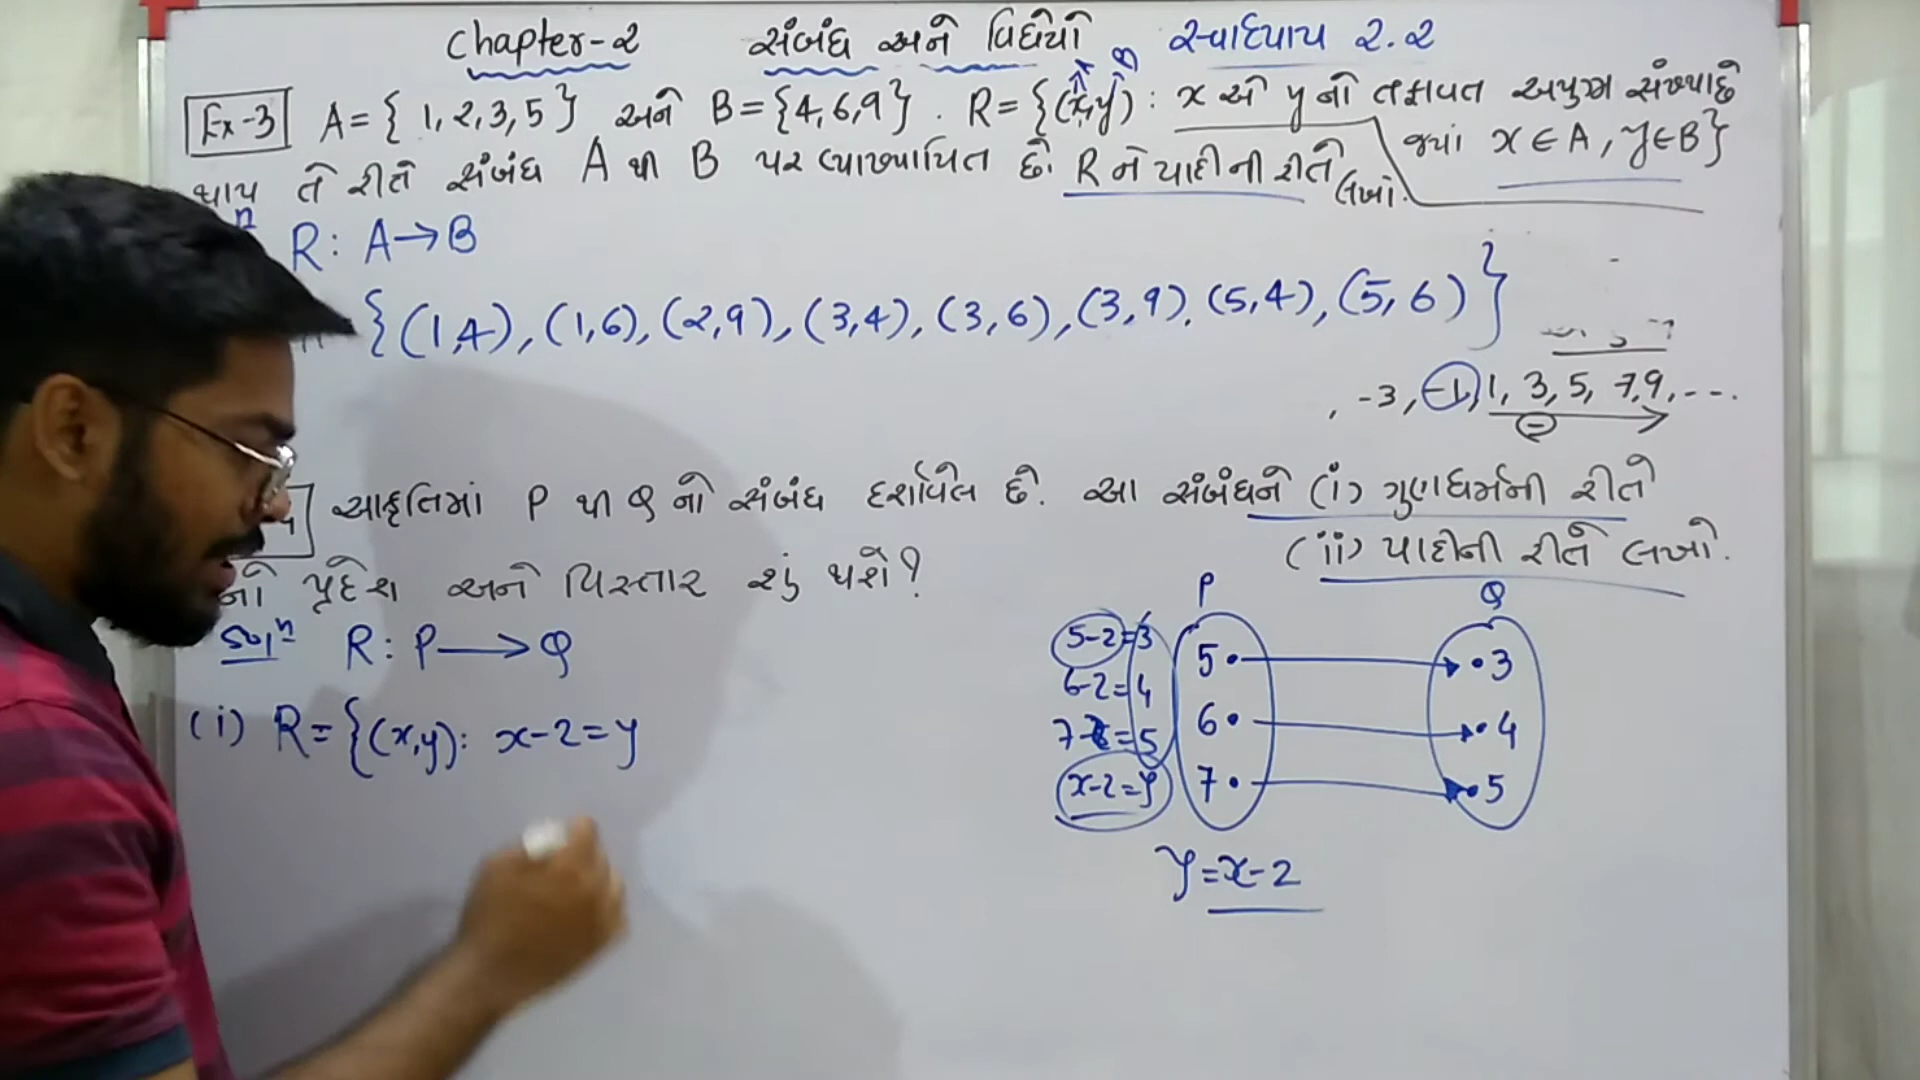 Chapter-2 સંબંધ અને વિધેયો સ્વાધ્યાય 2.2
Ex-3 A={ 1,2,3,5 } અને B={4,6,9} . R={(x,y): x અને y નો તફાવત અયુગ્મ સંખ્યા છે
જ્યાં x∈A, y∈B}
થાય તે રીતે સંબંધ A થી B પર વ્યાખ્યાયિત છે. R ને યાદીની રીતે લખો.
R: A→B
{(1,4), (1,6), (2,9), (3,4), (3,6), (3,9), (5,4), (5,6)}
, -3, -1, 1, 3, 5, 7, 9, ---
આકૃતિમાં P થી Q નો સંબંધ દર્શાવેલ છે. આ સંબંધને (i) ગુણધર્મની રીતે
(ii) યાદીની રીતે લખો.
નો પ્રદેશ અને વિસ્તાર શું થશે?
Solⁿ R: P→Q
(i) R={(x,y): x-2=y
P Q
5-2=3 5 3
6-2=4 6 4
7-2=5 7 5
x-2=y
y=x-2